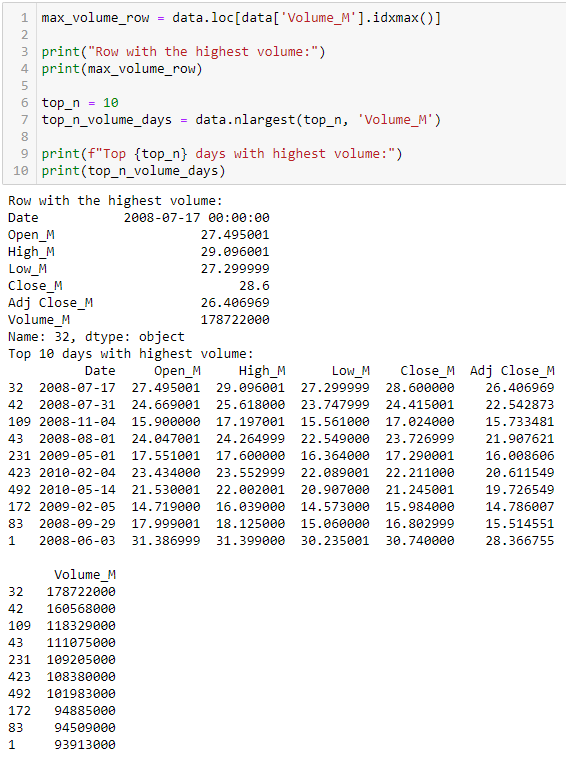 1 max_volume_row = data.loc[data['Volume_M'].idxmax()]
2
3 print("Row with the highest volume:")
4 print(max_volume_row)
5
6 top_n = 10
7 top_n_volume_days = data.nlargest(top_n, 'Volume_M')
8
9 print(f"Top {top_n} days with highest volume:")
10 print(top_n_volume_days)
Row with the highest volume:
Date 2008-07-17 00:00:00
Open_M 27.495001
High_M 29.096001
Low_M 27.299999
Close_M 28.6
Adj Close_M 26.406969
Volume_M 178722000
Name: 32, dtype: object
Top 10 days with highest volume:
Date Open_M High_M Low_M Close_M Adj Close_M
32 2008-07-17 27.495001 29.096001 27.299999 28.600000 26.406969
42 2008-07-31 24.669001 25.618000 23.747999 24.415001 22.542873
109 2008-11-04 15.900000 17.197001 15.561000 17.024000 15.733481
43 2008-08-01 24.047001 24.264999 22.549000 23.726999 21.907621
231 2009-05-01 17.551001 17.600000 16.364000 17.290001 16.008606
423 2010-02-04 23.434000 23.552999 22.089001 22.211000 20.611549
492 2010-05-14 21.530001 22.002001 20.907000 21.245001 19.726549
172 2009-02-05 14.719000 16.039000 14.573000 15.984000 14.786007
83 2008-09-29 17.999001 18.125000 15.060000 16.802999 15.514551
1 2008-06-03 31.386999 31.399000 30.235001 30.740000 28.366755
Volume_M
32 178722000
42 160568000
109 118329000
43 111075000
231 109205000
423 108380000
492 101983000
172 94885000
83 94509000
1 93913000